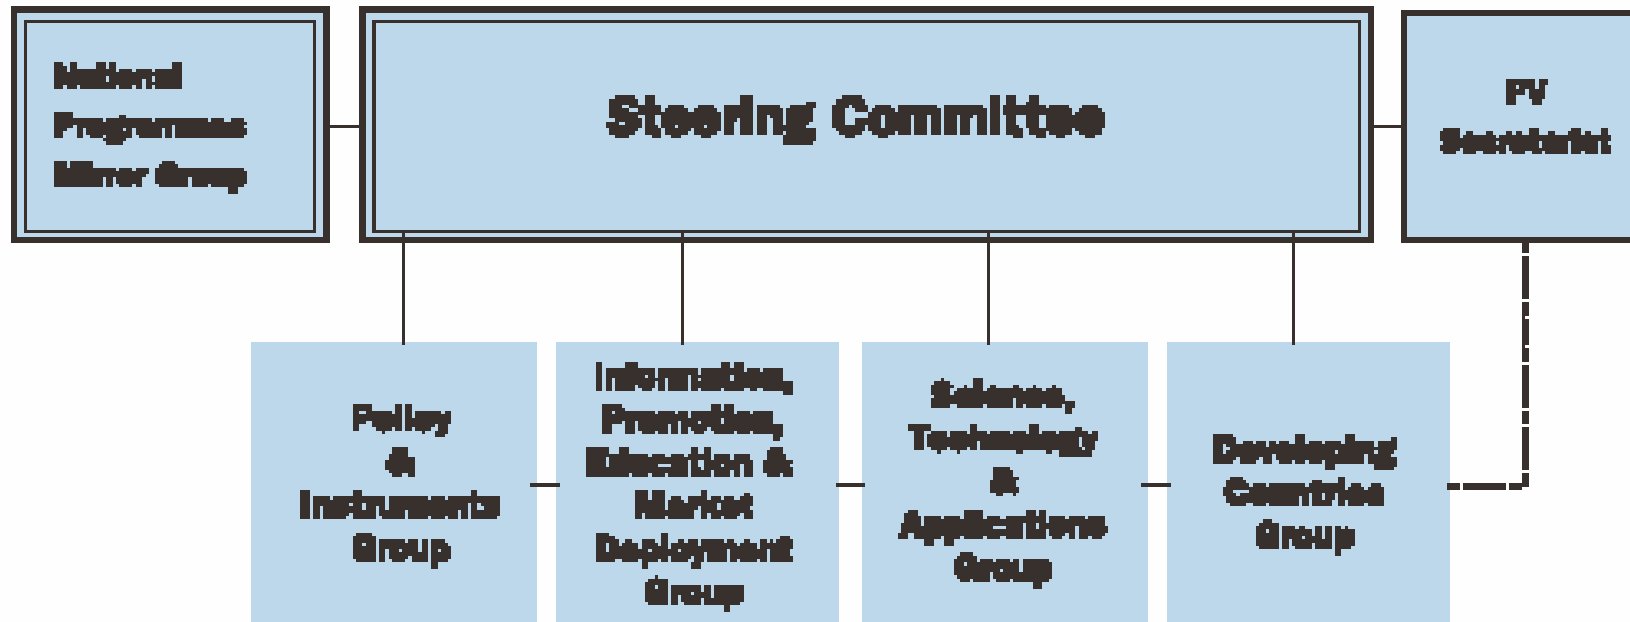 National
Programmes
Mirror Group
Steering Committee
PV
Secretariat
Policy
&
Instruments
Group
Information,
Promotion,
Education &
Market
Deployment
Group
Science,
Technology
&
Applications
Group
Developing
Countries
Group